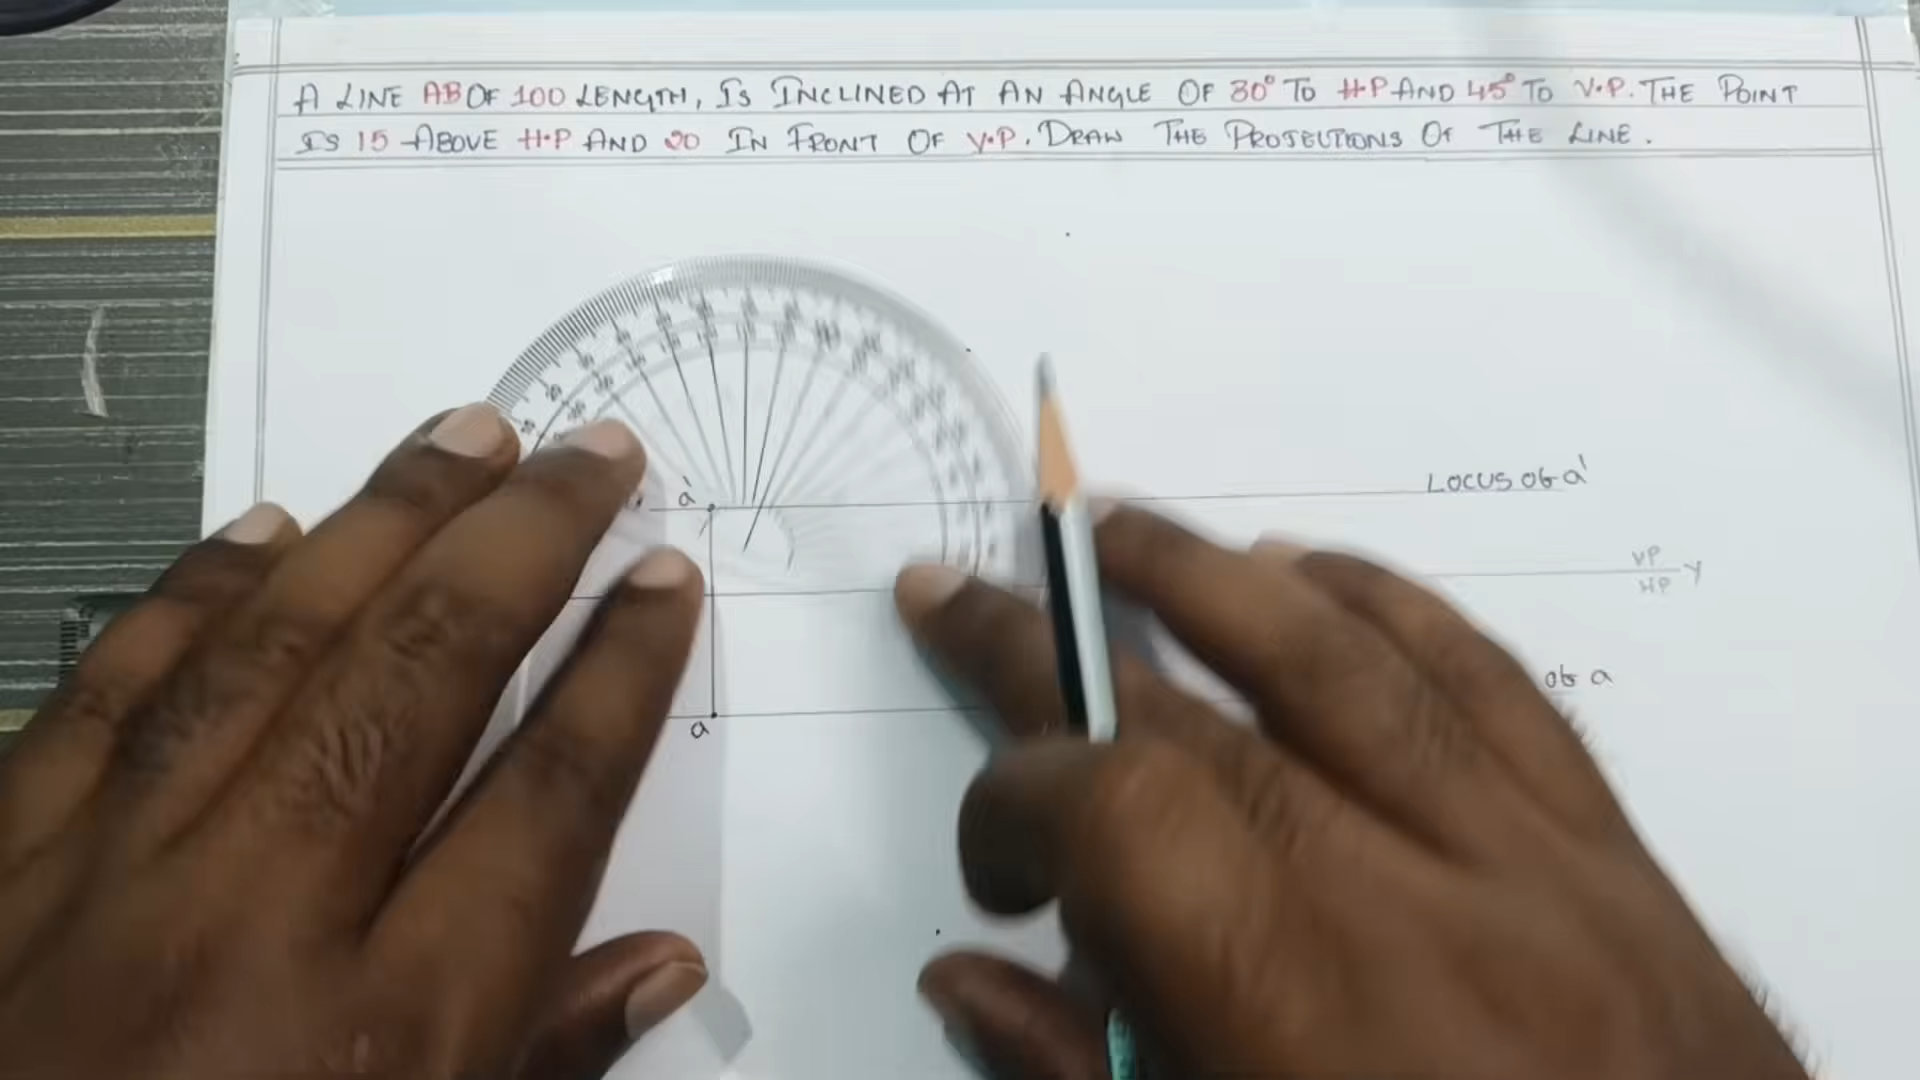 A LINE AB OF 100 LENGTH, IS INCLINED AT AN ANGLE OF 30° TO H.P AND 45° TO V.P. THE POINT
IS 15 ABOVE H.P AND 20 IN FRONT OF V.P. DRAW THE PROJECTIONS OF THE LINE.
a'
LOCUS OF a'
VP
HP
Y
of a
a